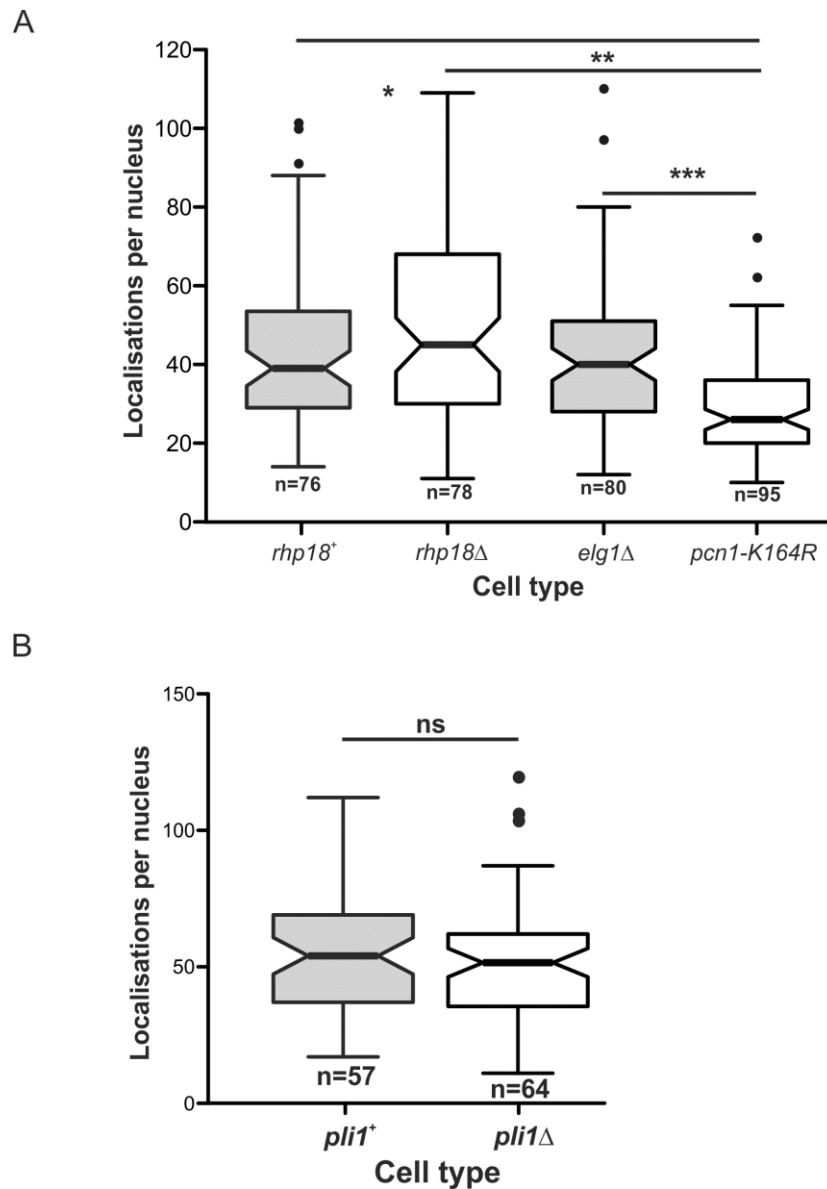 A
120
100
80
60
40
20
0
Localisations per nucleus
*
**
***
n=76
n=78
n=80
n=95
rhp18⁺
rhp18Δ
elg1Δ
pcn1-K164R
Cell type
B
150
100
50
0
Localisations per nucleus
ns
n=57
n=64
pli1⁺
pli1Δ
Cell type